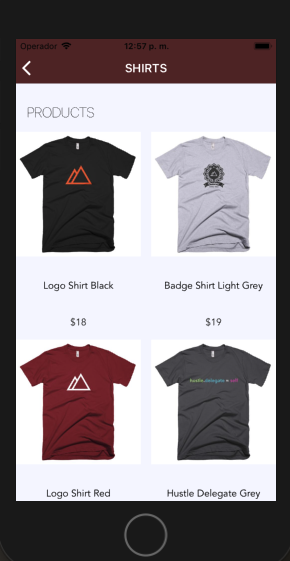 Operador 12:57 p. m.
SHIRTS
PRODUCTS
Logo Shirt Black Badge Shirt Light Grey
$18 $19
hustle.delegate
Logo Shirt Red Hustle Delegate Grey